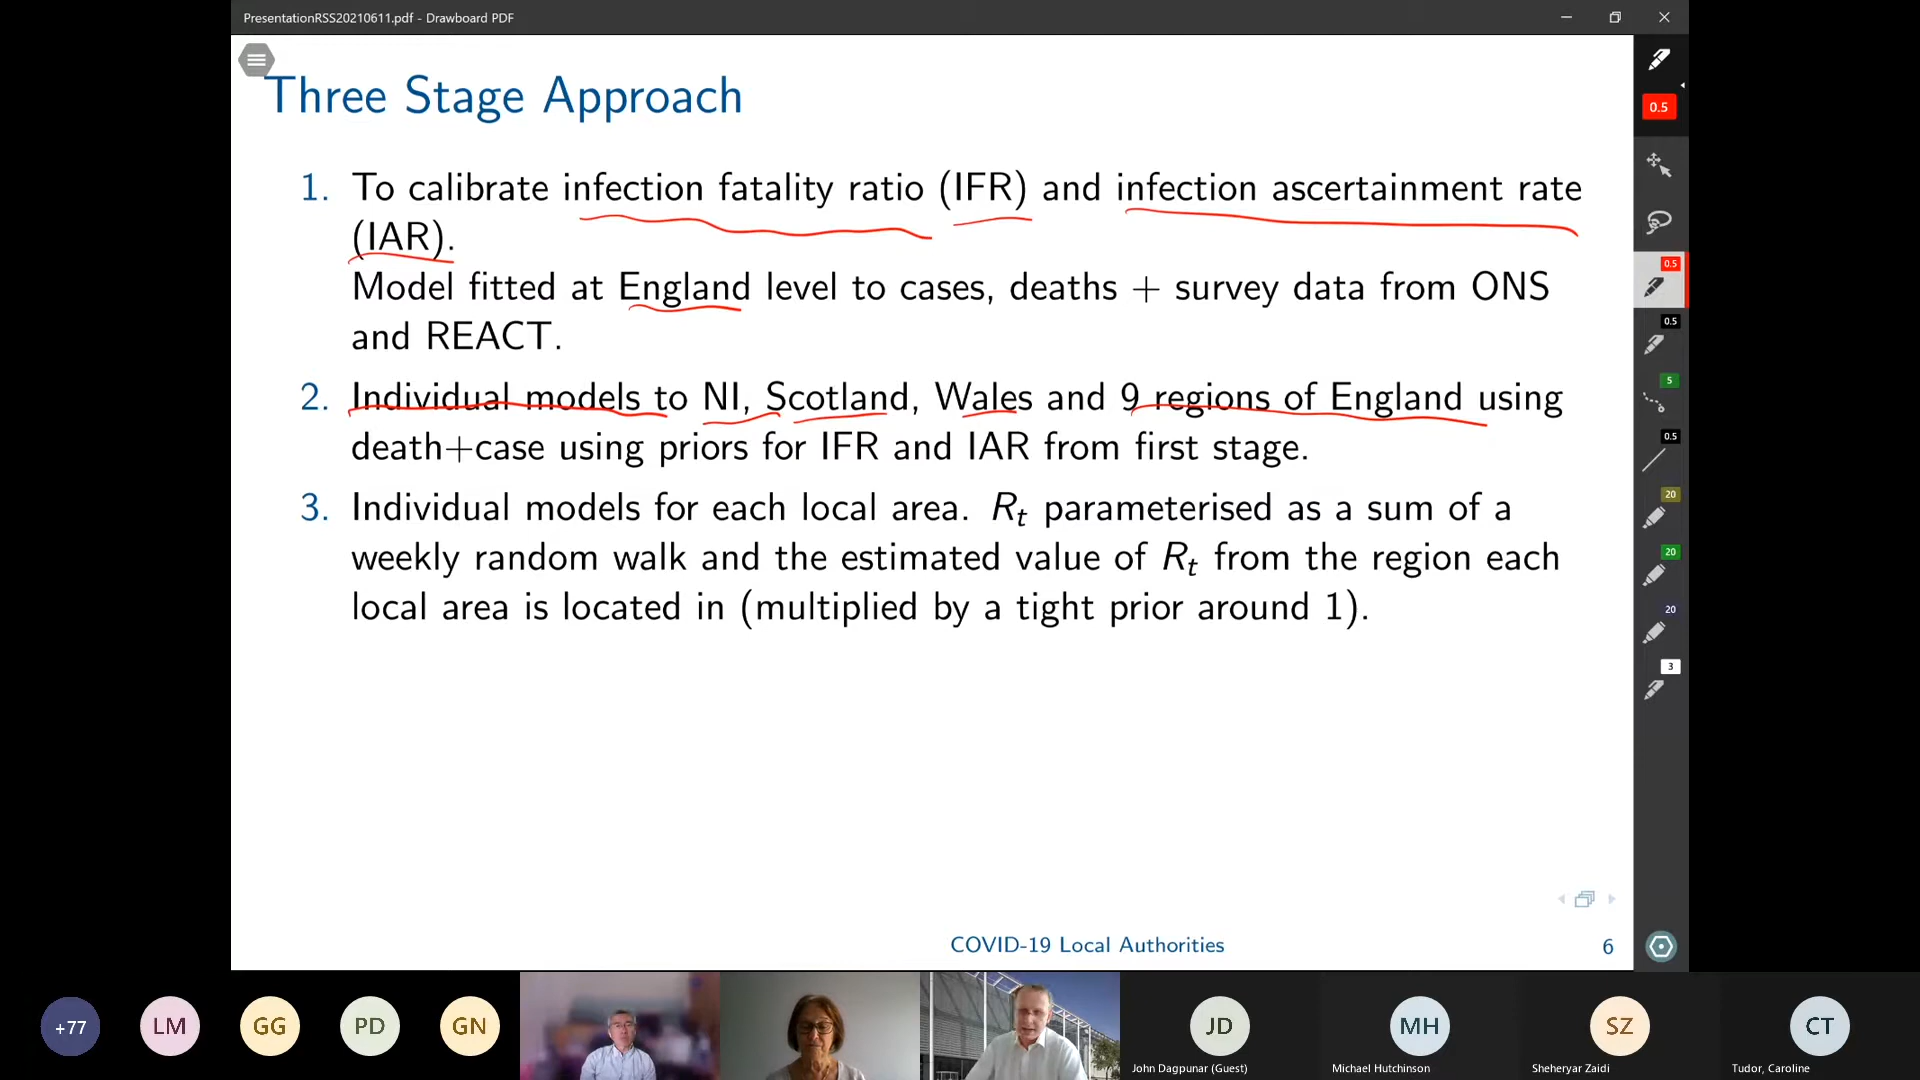 PresentationRSS20210611.pdf - Drawboard PDF
Three Stage Approach
0.5
1. To calibrate infection fatality ratio (IFR) and infection ascertainment rate
(IAR).
Model fitted at England level to cases, deaths + survey data from ONS
and REACT.
0.5
0.5
2. Individual models to NI, Scotland, Wales and 9 regions of England using
death+case using priors for IFR and IAR from first stage.
5
0.5
3. Individual models for each local area. Rt parameterised as a sum of a
weekly random walk and the estimated value of Rt from the region each
local area is located in (multiplied by a tight prior around 1).
20
20
20
3
COVID-19 Local Authorities
6
+77
LM
GG
PD
GN
JD
MH
SZ
CT
John Dagpunar (Guest)
Michael Hutchinson
Sheheryar Zaidi
Tudor, Caroline